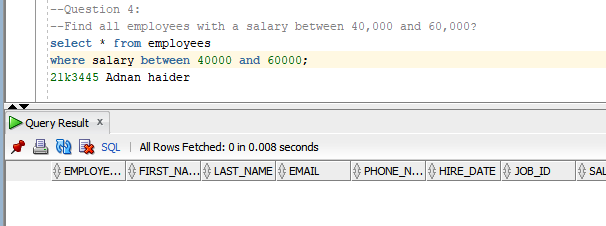 --Question 4:
--Find all employees with a salary between 40,000 and 60,000?
select * from employees
where salary between 40000 and 60000;
21k3445 Adnan haider
Query Result ×
SQL | All Rows Fetched: 0 in 0.008 seconds
EMPLOYE... FIRST_NA... LAST_NAME EMAIL PHONE_N... HIRE_DATE JOB_ID SAL